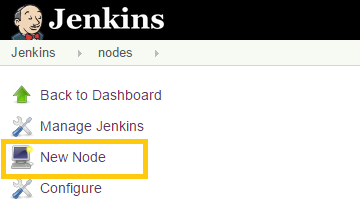 Jenkins
Jenkins nodes
Back to Dashboard
Manage Jenkins
New Node
Configure